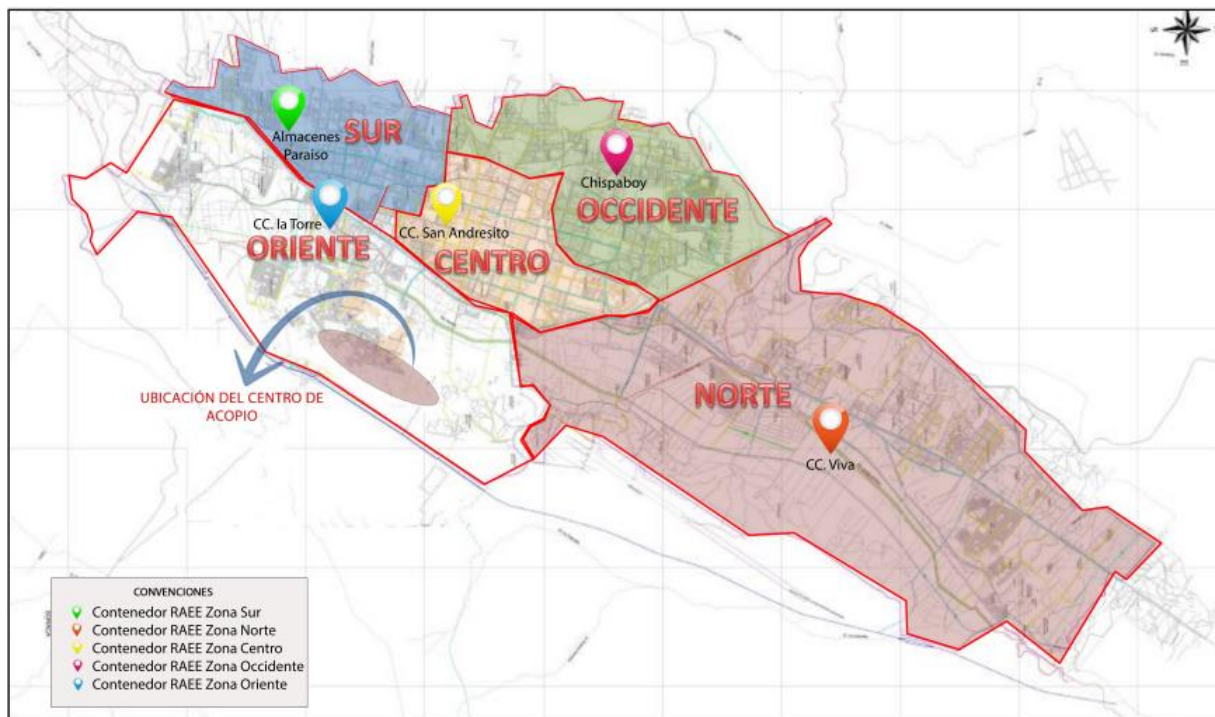 Almacenes
Paraiso
SUR
Chispaboy
OCCIDENTE
CC. la Torre
ORIENTE
CC. San Andresito
CENTRO
NORTE
CC. Viva
UBICACIÓN DEL CENTRO DE
ACOPIO
CONVENCIONES
Contenedor RAEE Zona Sur
Contenedor RAEE Zona Norte
Contenedor RAEE Zona Centro
Contenedor RAEE Zona Occidente
Contenedor RAEE Zona Oriente